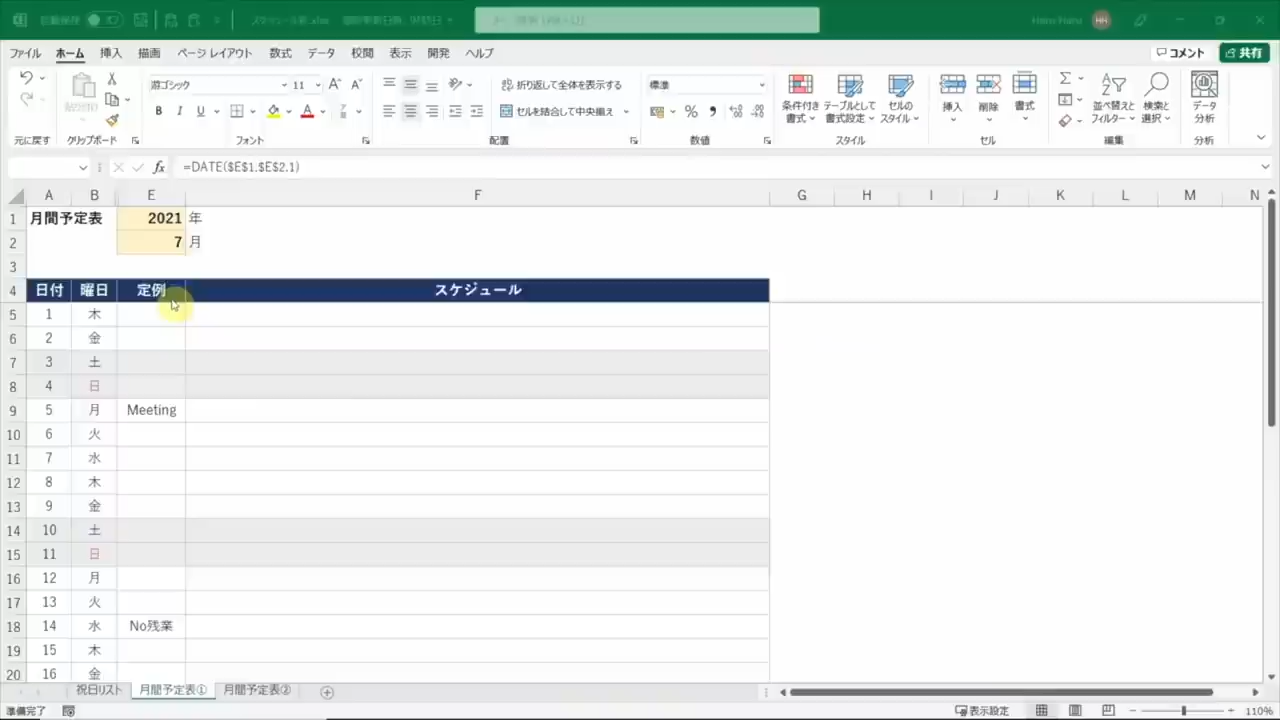 ファイル ホーム 挿入 描画 ページ レイアウト 数式 データ 校閲 表示 開発 ヘルプ コメント 共有
游ゴシック 11 折り返して全体を表示する 標準
B I U セルを結合して中央揃え
条件付き書式 テーブルとして書式設定 セルのスタイル 挿入 削除 書式 並べ替えとフィルター 検索と選択 データ分析
元に戻す クリップボード フォント 配置 数値 スタイル セル 編集 分析
fx =DATE($E$1,$E$2,1)
A B E F G H I J K L M N
1 月間予定表 2021 年
2 7 月
3
4 日付 曜日 定例 スケジュール
5 1 木
6 2 金
7 3 土
8 4 日
9 5 月 Meeting
10 6 火
11 7 水
12 8 木
13 9 金
14 10 土
15 11 日
16 12 月
17 13 火
18 14 水 No残業
19 15 木
20 16 金
祝日リスト 月間予定表① 月間予定表②
準備完了 表示設定 110%